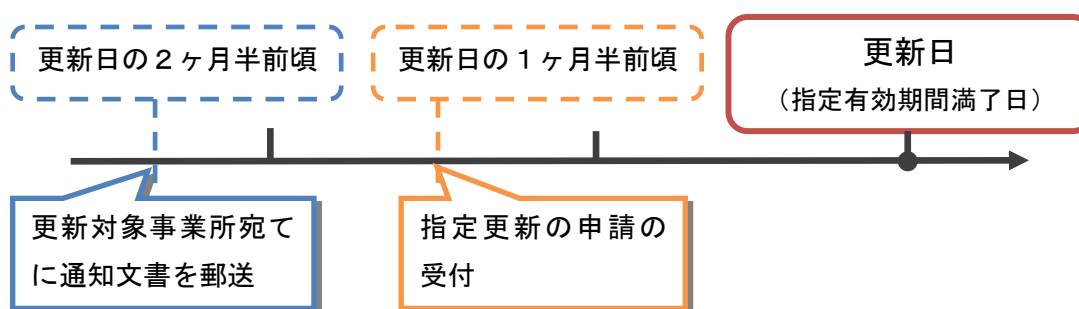 更新日の２ヶ月半前頃
更新日の１ヶ月半前頃
更新日
（指定有効期間満了日）
更新対象事業所宛て
に通知文書を郵送
指定更新の申請の
受付